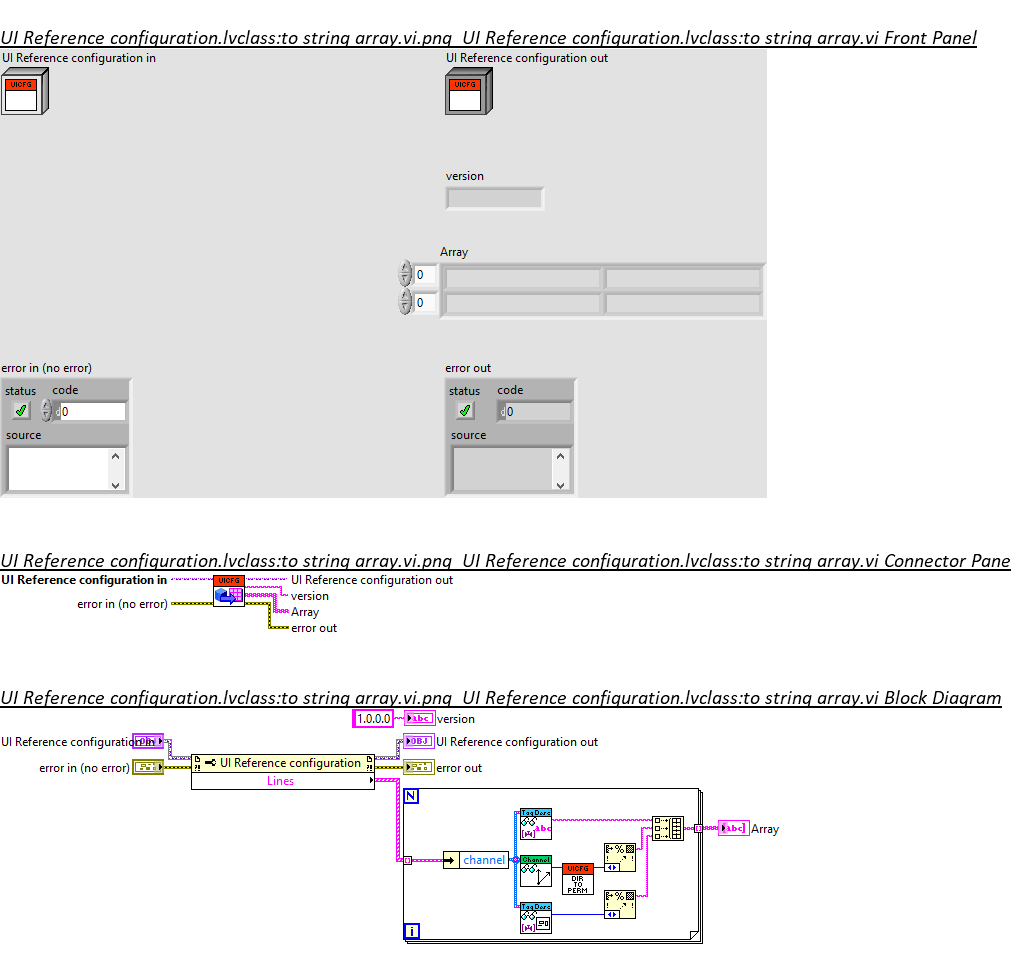 UI Reference configuration.lvclass:to string array.vi.png  UI Reference configuration.lvclass:to string array.vi Front Panel
UI Reference configuration in
UI Reference configuration out
UICFG
UICFG
version
Array
0
0
error in (no error)
error out
status code
status code
d 0
d 0
source
source
UI Reference configuration.lvclass:to string array.vi.png  UI Reference configuration.lvclass:to string array.vi Connector Pane
UI Reference configuration in
UICFG
UI Reference configuration out
version
error in (no error)
Array
error out
UI Reference configuration.lvclass:to string array.vi.png  UI Reference configuration.lvclass:to string array.vi Block Diagram
1.0.0.0
abc
version
UI Reference configuration in
OBJ
OBJ
UI Reference configuration out
error in (no error)
UI Reference configuration
error out
Lines
N
TagDesc
abc
abc
Array
channel
Channel
UICFG
DIR
TO
PERM
TagDesc
i